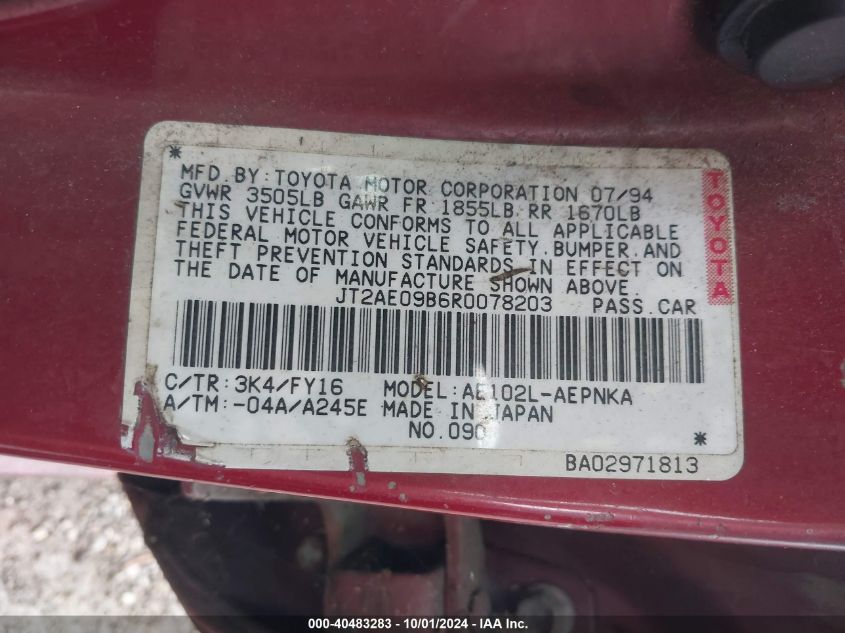 *
MFD.BY:TOYOTA MOTOR CORPORATION 07/94
GVWR 3505LB GAWR FR 1855LB RR 1670LB
THIS VEHICLE CONFORMS TO ALL APPLICABLE
FEDERAL MOTOR VEHICLE SAFETY,BUMPER,AND
THEFT PREVENTION STANDARDS IN EFFECT ON
THE DATE OF MANUFACTURE SHOWN ABOVE.
JT2AE09B6R0078203 PASS.CAR
TOYOTA
C/TR:3K4/FY16 MODEL:AE102L-AEPNKA
A/TM:-04A/A245E MADE IN JAPAN
NO.090 *
BA02971813
000-40483283 - 10/01/2024 - IAA Inc.